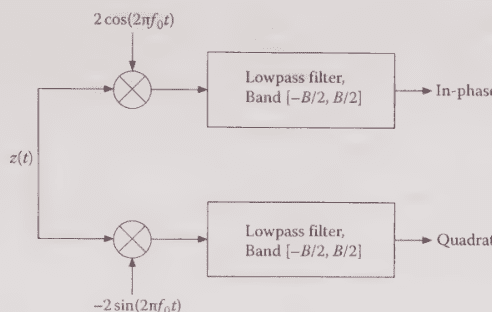 2 cos(2πf₀t)
Lowpass filter,
Band [−B/2, B/2]
In-phase
z(t)
Lowpass filter,
Band [−B/2, B/2]
Quadrat
−2 sin(2πf₀t)